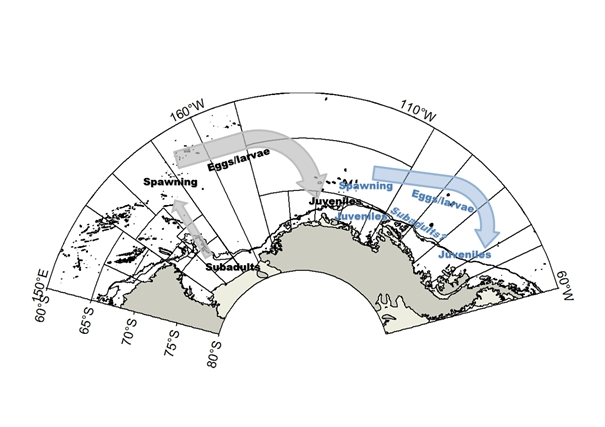 160°W
110°W
Eggs/larvae
Spawning
Spawning
Juveniles
Eggs/larvae
Juveniles
Subadults?
Juveniles
Subadults
150°E
60°S
65°S
70°S
75°S
80°S
60°W